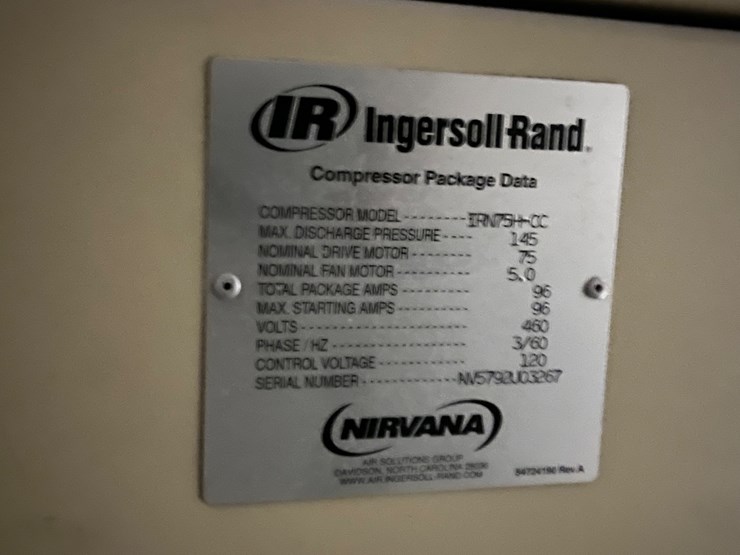 IR Ingersoll Rand.
Compressor Package Data
COMPRESSOR MODEL --------IRN75H-CC
MAX. DISCHARGE PRESSURE ---- 145
NOMINAL DRIVE MOTOR ---------- 75
NOMINAL FAN MOTOR ----------- 5.0
TOTAL PACKAGE AMPS ---------- 96
MAX. STARTING AMPS ----------- 96
VOLTS -------------------------- 460
PHASE / HZ --------------------- 3/60
CONTROL VOLTAGE -------------- 120
SERIAL NUMBER --------------
NIRVANA
AIR SOLUTIONS GROUP
DAVIDSON, NORTH CAROLINA 28036
WWW.AIR.INGERSOLL-RAND.COM
54724190 Rev A